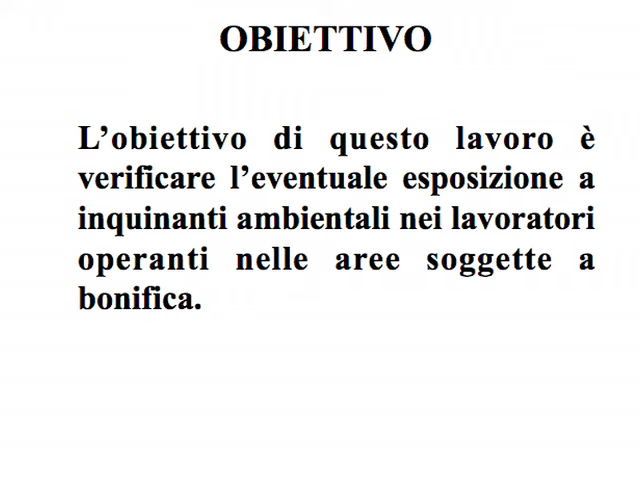 OBIETTIVO
L’obiettivo di questo lavoro è
verificare l’eventuale esposizione a
inquinanti ambientali nei lavoratori
operanti nelle aree soggette a
bonifica.